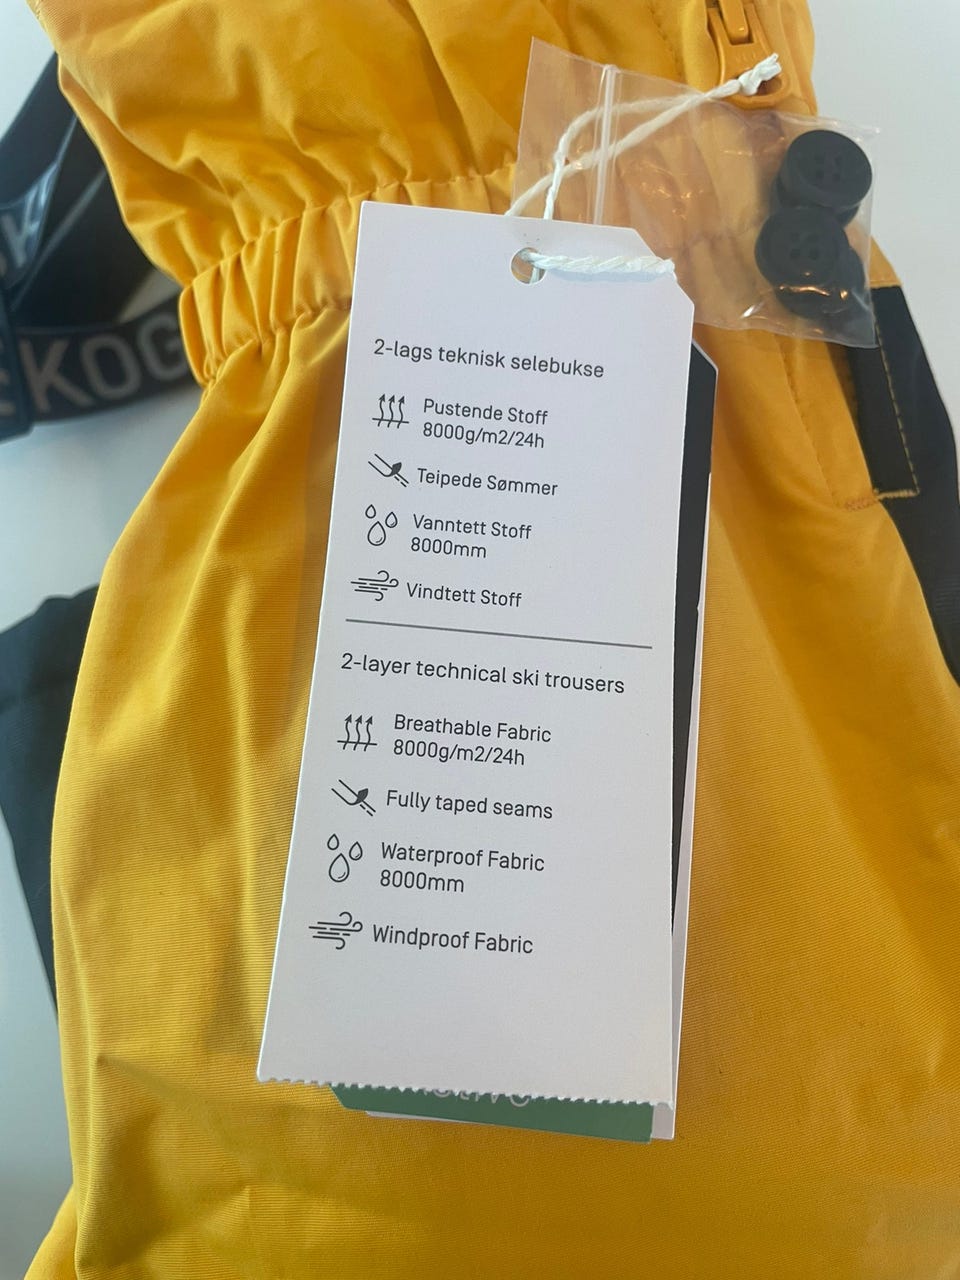 KOG
2-lags teknisk selebukse
Pustende Stoff
8000g/m2/24h
Teipede Sømmer
Vanntett Stoff
8000mm
Vindtett Stoff
2-layer technical ski trousers
Breathable Fabric
8000g/m2/24h
Fully taped seams
Waterproof Fabric
8000mm
Windproof Fabric